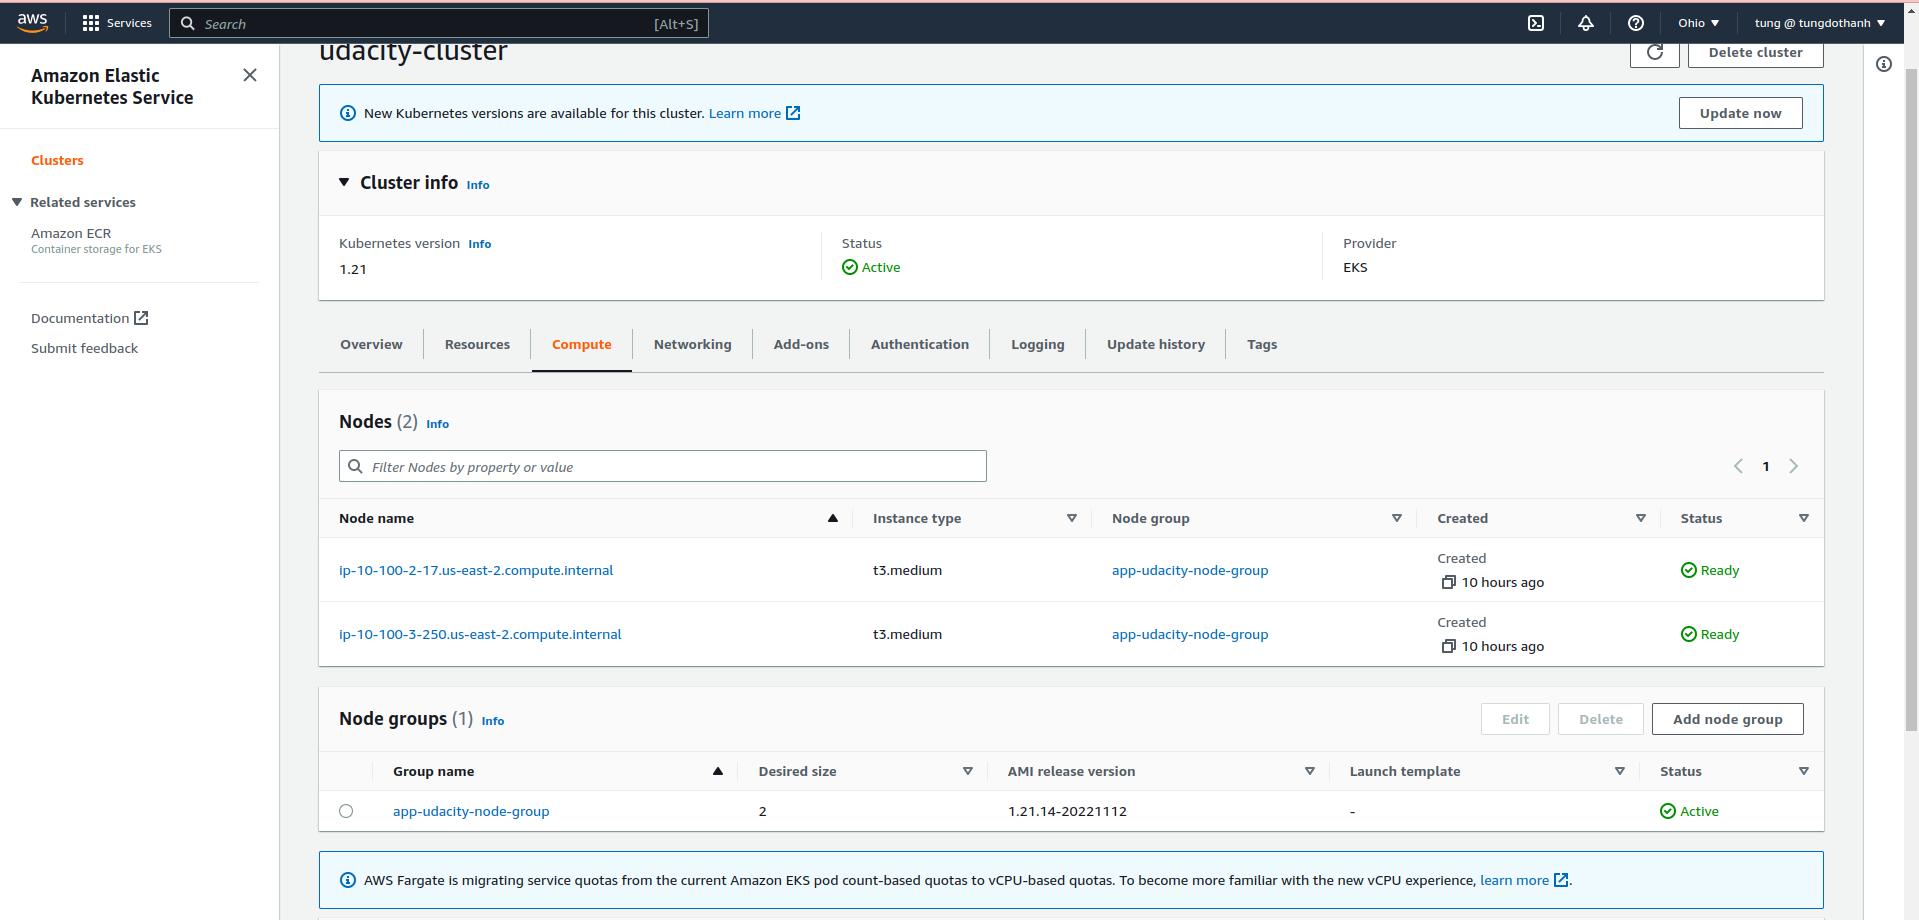 aws Services Search [Alt+S] Ohio ▼ tung @ tungdothanh ▼
Amazon Elastic
Kubernetes Service
Clusters
Related services
Amazon ECR
Container storage for EKS
Documentation
Submit feedback
udacity-cluster
Delete cluster
New Kubernetes versions are available for this cluster. Learn more
Update now
Cluster info Info
Kubernetes version Info
1.21
Status
Active
Provider
EKS
Overview Resources Compute Networking Add-ons Authentication Logging Update history Tags
Nodes (2) Info
Filter Nodes by property or value
1
Node name Instance type Node group Created Status
ip-10-100-2-17.us-east-2.compute.internal t3.medium app-udacity-node-group Created
10 hours ago Ready
ip-10-100-3-250.us-east-2.compute.internal t3.medium app-udacity-node-group Created
10 hours ago Ready
Node groups (1) Info
Edit Delete Add node group
Group name Desired size AMI release version Launch template Status
app-udacity-node-group 2 1.21.14-20221112 - Active
AWS Fargate is migrating service quotas from the current Amazon EKS pod count-based quotas to vCPU-based quotas. To become more familiar with the new vCPU experience, learn more .